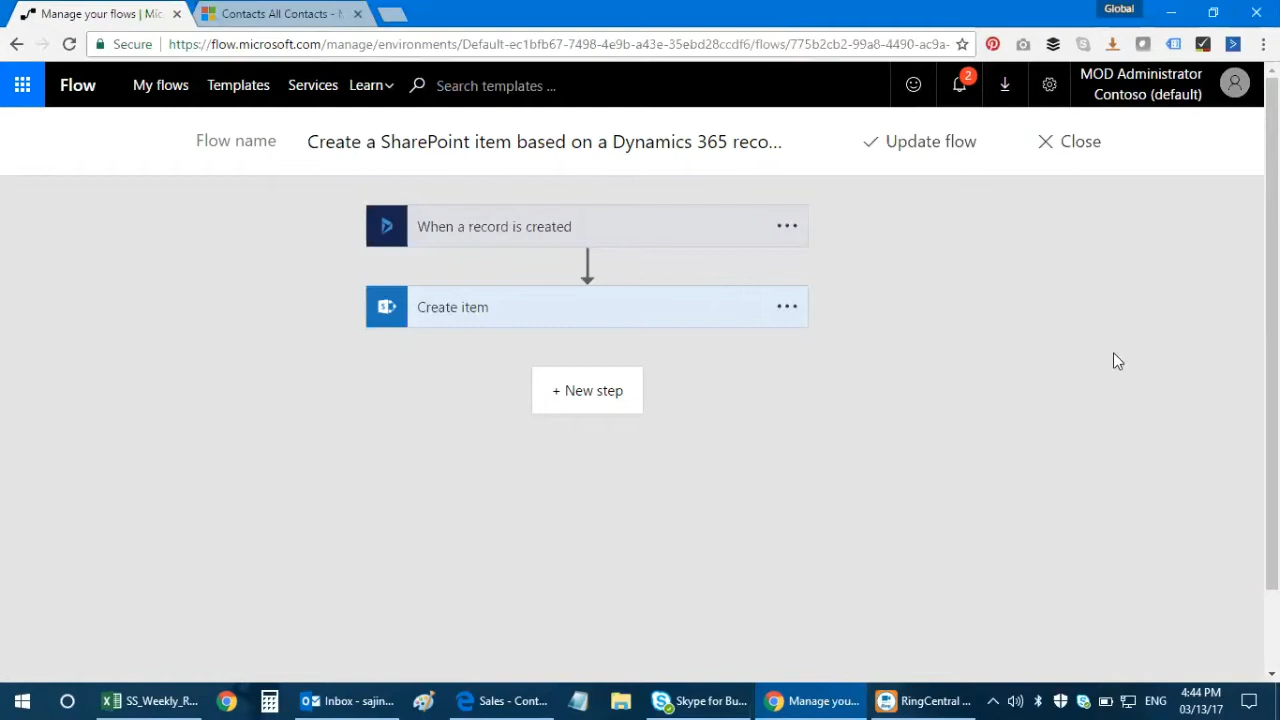 Global
Manage your flows | Mic
Contacts All Contacts - M
Secure
https://flow.microsoft.com/manage/environments/Default-ec1bfb67-7498-4e9b-a43e-35ebd28ccdf6/flows/775b2cb2-99a8-4490-ac9a-
Flow
My flows
Templates
Services
Learn
Search templates ...
2
MOD Administrator
Contoso (default)
Flow name
Create a SharePoint item based on a Dynamics 365 reco...
Update flow
Close
When a record is created
Create item
+ New step
SS_Weekly_R...
Inbox - sajin...
Sales - Cont...
Skype for Bu...
Manage you...
RingCentral ...
ENG
4:44 PM
03/13/17